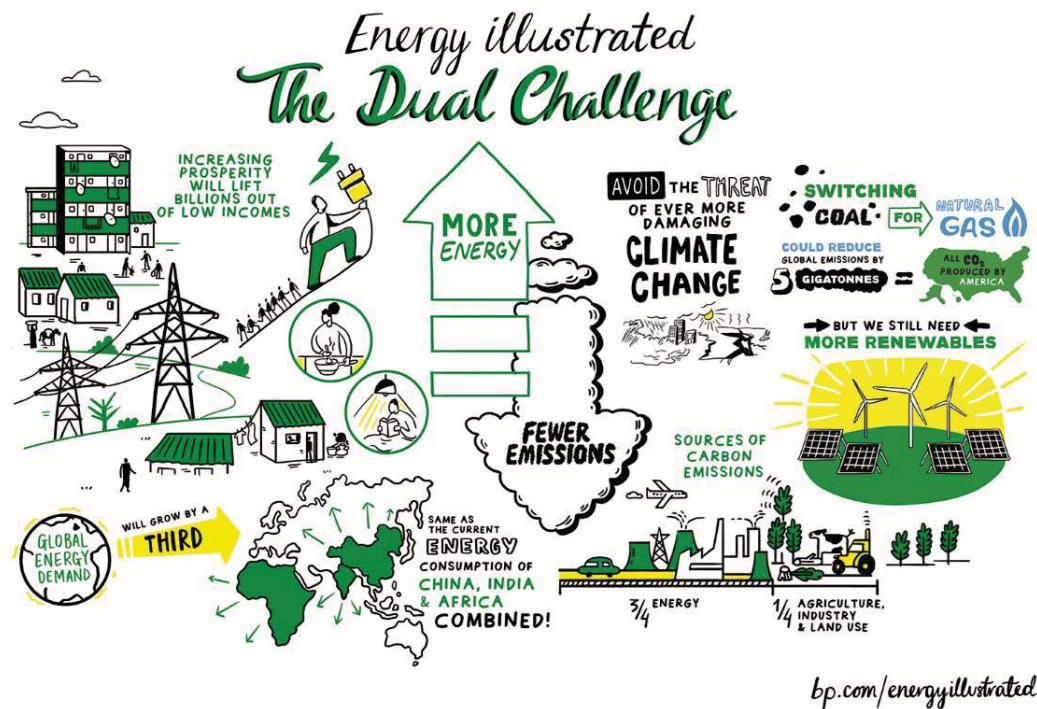 Energy illustrated
The Dual Challenge
INCREASING
PROSPERITY
WILL LIFT
BILLIONS OUT
OF LOW INCOMES
MORE
ENERGY
FEWER
EMISSIONS
AVOID THE THREAT
OF EVER MORE
DAMAGING
CLIMATE
CHANGE
SWITCHING
COAL FOR NATURAL
GAS
COULD REDUCE
GLOBAL EMISSIONS BY
5 GIGATONNES = ALL CO2
PRODUCED BY
AMERICA
BUT WE STILL NEED
MORE RENEWABLES
GLOBAL
ENERGY
DEMAND
WILL GROW BY A
THIRD
SAME AS
THE CURRENT
ENERGY
CONSUMPTION OF
CHINA, INDIA
& AFRICA
COMBINED!
SOURCES OF
CARBON
EMISSIONS
3/4 ENERGY
1/4 AGRICULTURE,
INDUSTRY
& LAND USE
bp.com/energyillustrated